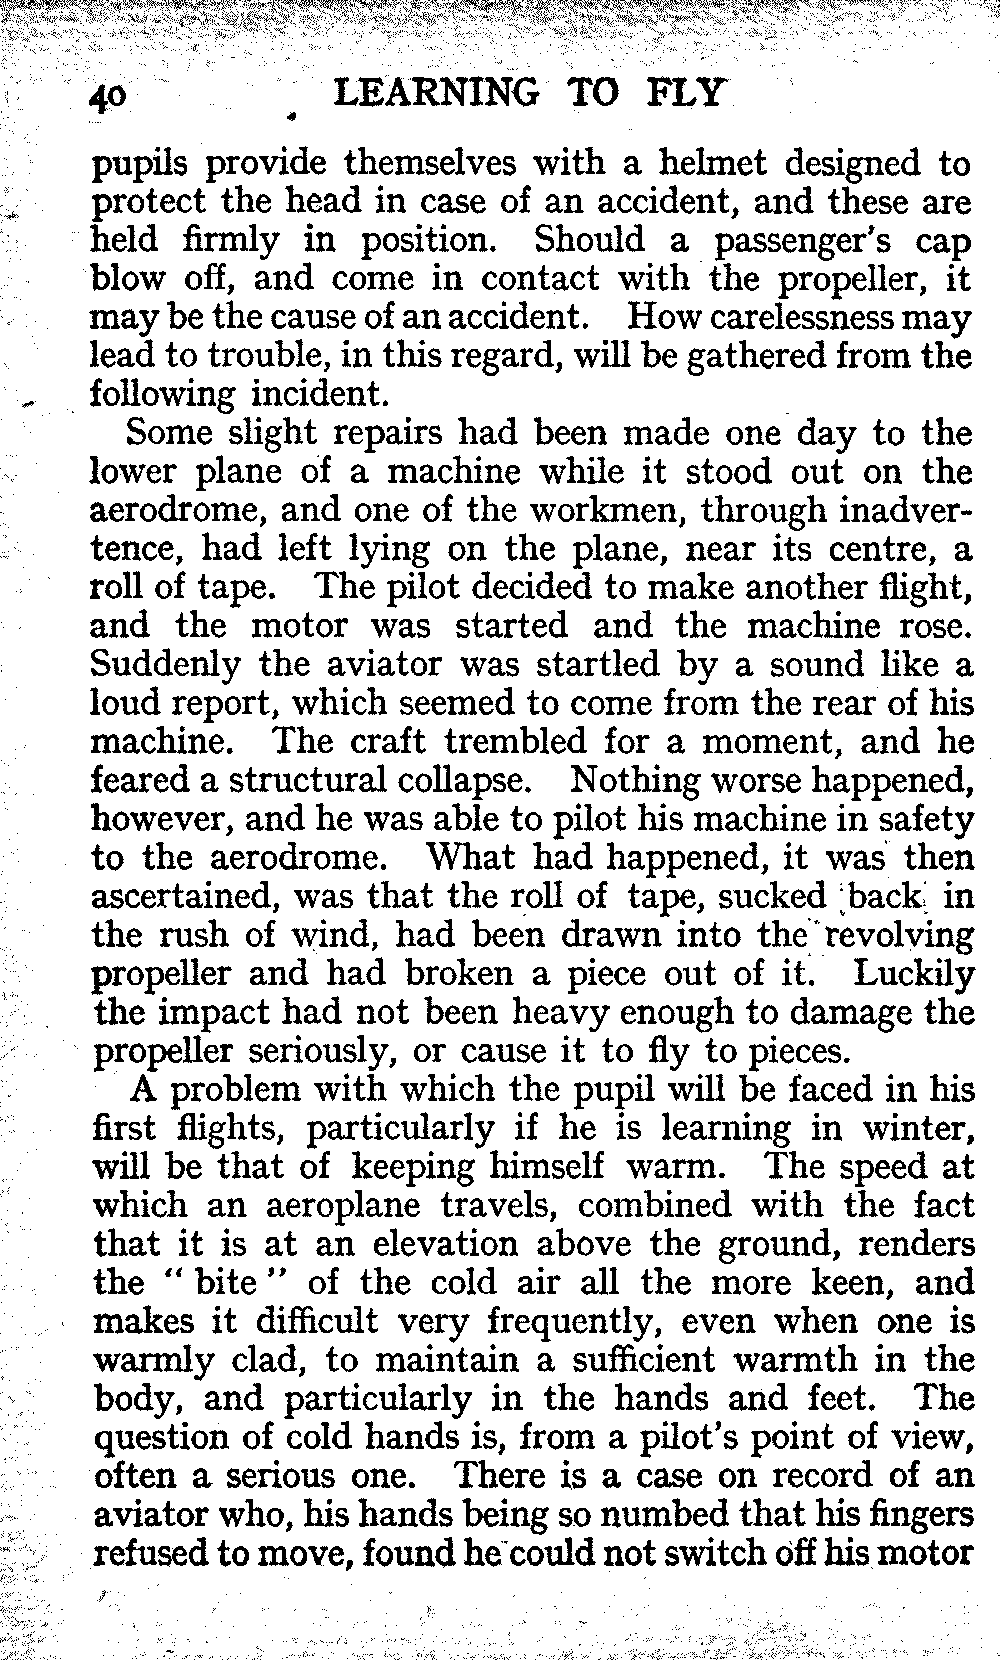 40 LEARNING TO FLY
pupils provide themselves with a helmet designed to
protect the head in case of an accident, and these are
held firmly in position. Should a passenger's cap
blow off, and come in contact with the propeller, it
may be the cause of an accident. How carelessness may
lead to trouble, in this regard, will be gathered from the
following incident.
Some slight repairs had been made one day to the
lower plane of a machine while it stood out on the
aerodrome, and one of the workmen, through inadver-
tence, had left lying on the plane, near its centre, a
roll of tape. The pilot decided to make another flight,
and the motor was started and the machine rose.
Suddenly the aviator was startled by a sound like a
loud report, which seemed to come from the rear of his
machine. The craft trembled for a moment, and he
feared a structural collapse. Nothing worse happened,
however, and he was able to pilot his machine in safety
to the aerodrome. What had happened, it was then
ascertained, was that the roll of tape, sucked back in
the rush of wind, had been drawn into the revolving
propeller and had broken a piece out of it. Luckily
the impact had not been heavy enough to damage the
propeller seriously, or cause it to fly to pieces.
A problem with which the pupil will be faced in his
first flights, particularly if he is learning in winter,
will be that of keeping himself warm. The speed at
which an aeroplane travels, combined with the fact
that it is at an elevation above the ground, renders
the " bite " of the cold air all the more keen, and
makes it difficult very frequently, even when one is
warmly clad, to maintain a sufficient warmth in the
body, and particularly in the hands and feet. The
question of cold hands is, from a pilot's point of view,
often a serious one. There is a case on record of an
aviator who, his hands being so numbed that his fingers
refused to move, found he could not switch off his motor